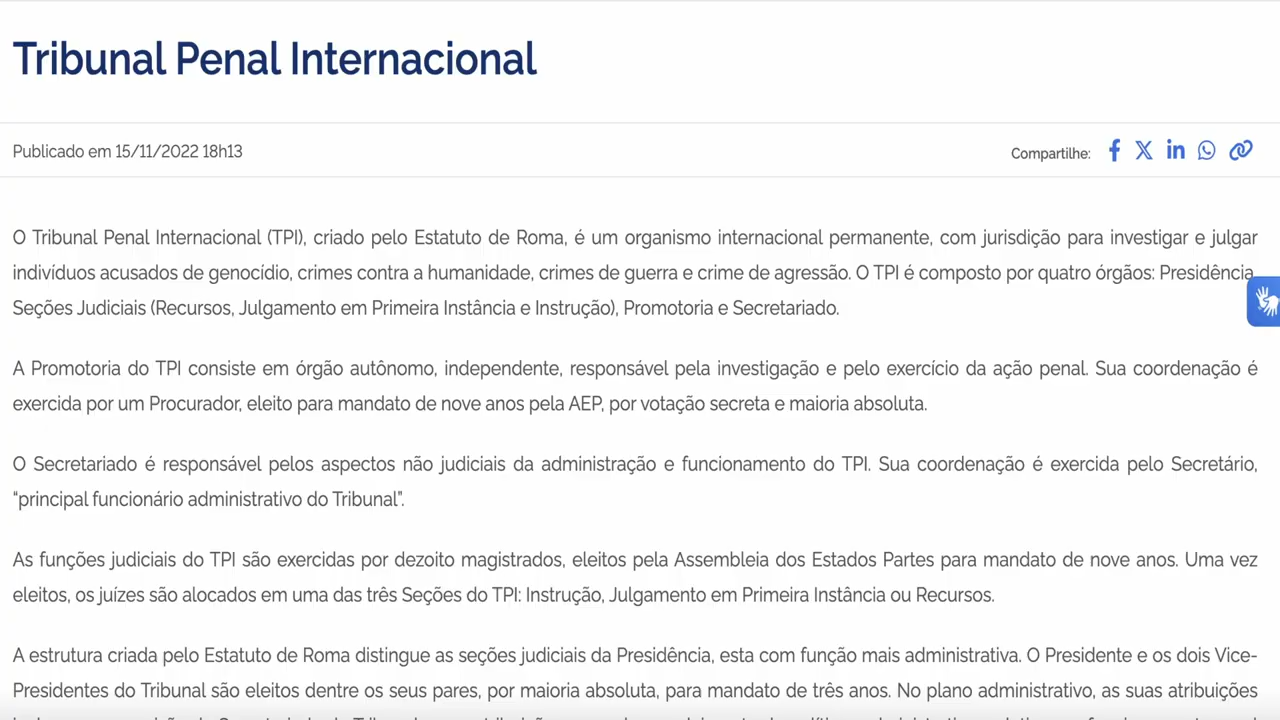 Tribunal Penal Internacional
Publicado em 15/11/2022 18h13
Compartilhe:
O Tribunal Penal Internacional (TPI), criado pelo Estatuto de Roma, é um organismo internacional permanente, com jurisdição para investigar e julgar
indivíduos acusados de genocídio, crimes contra a humanidade, crimes de guerra e crime de agressão. O TPI é composto por quatro órgãos: Presidência,
Seções Judiciais (Recursos, Julgamento em Primeira Instância e Instrução), Promotoria e Secretariado.
A Promotoria do TPI consiste em órgão autônomo, independente, responsável pela investigação e pelo exercício da ação penal. Sua coordenação é
exercida por um Procurador, eleito para mandato de nove anos pela AEP, por votação secreta e maioria absoluta.
O Secretariado é responsável pelos aspectos não judiciais da administração e funcionamento do TPI. Sua coordenação é exercida pelo Secretário,
“principal funcionário administrativo do Tribunal”.
As funções judiciais do TPI são exercidas por dezoito magistrados, eleitos pela Assembleia dos Estados Partes para mandato de nove anos. Uma vez
eleitos, os juízes são alocados em uma das três Seções do TPI: Instrução, Julgamento em Primeira Instância ou Recursos.
A estrutura criada pelo Estatuto de Roma distingue as seções judiciais da Presidência, esta com função mais administrativa. O Presidente e os dois Vice-
Presidentes do Tribunal são eleitos dentre os seus pares, por maioria absoluta, para mandato de três anos. No plano administrativo, as suas atribuições